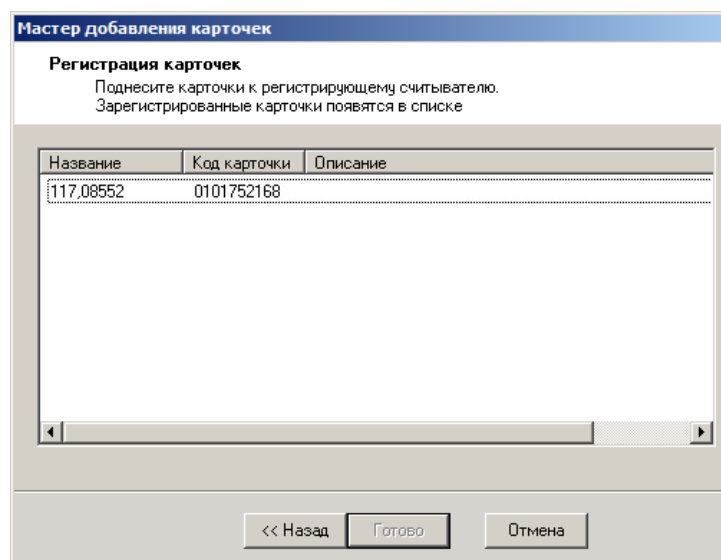 Мастер добавления карточек
Регистрация карточек
Поднесите карточки к регистрирующему считывателю.
Зарегистрированные карточки появятся в списке
Название Код карточки Описание
117,08552 0101752168
<< Назад Готово Отмена